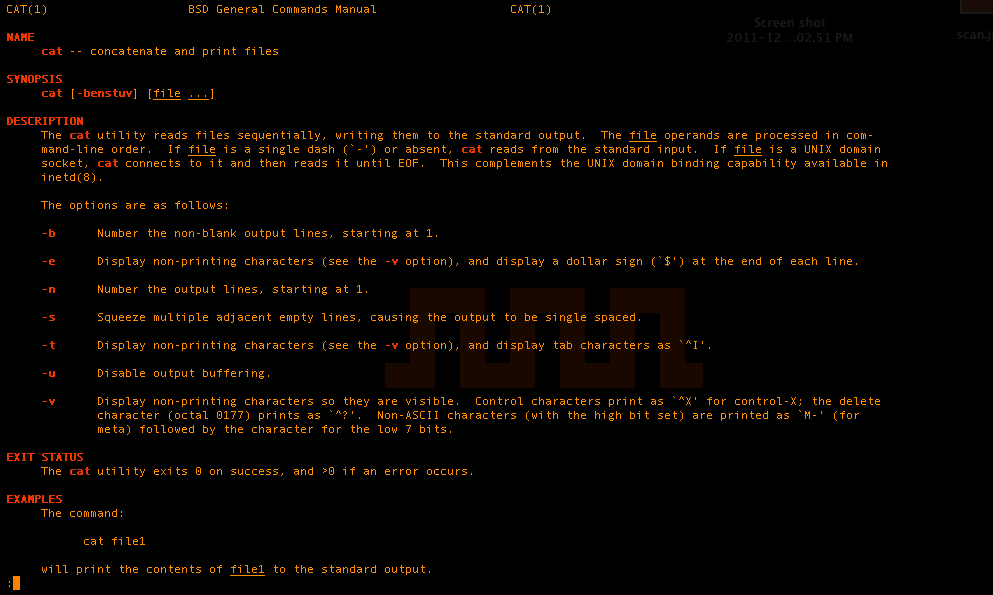 CAT(1)                    BSD General Commands Manual                   CAT(1)
Screen shot
2011-12....02.51 PM
scan.j
NAME
     cat -- concatenate and print files
SYNOPSIS
     cat [-benstuv] [file ...]
DESCRIPTION
     The cat utility reads files sequentially, writing them to the standard output.  The file operands are processed in com-
     mand-line order.  If file is a single dash (`-') or absent, cat reads from the standard input.  If file is a UNIX domain
     socket, cat connects to it and then reads it until EOF.  This complements the UNIX domain binding capability available in
     inetd(8).
     The options are as follows:
     -b      Number the non-blank output lines, starting at 1.
     -e      Display non-printing characters (see the -v option), and display a dollar sign (`$') at the end of each line.
     -n      Number the output lines, starting at 1.
     -s      Squeeze multiple adjacent empty lines, causing the output to be single spaced.
     -t      Display non-printing characters (see the -v option), and display tab characters as `^I'.
     -u      Disable output buffering.
     -v      Display non-printing characters so they are visible.  Control characters print as `^X' for control-X; the delete
             character (octal 0177) prints as `^?'.  Non-ASCII characters (with the high bit set) are printed as `M-' (for
             meta) followed by the character for the low 7 bits.
EXIT STATUS
     The cat utility exits 0 on success, and >0 if an error occurs.
EXAMPLES
     The command:
           cat file1
     will print the contents of file1 to the standard output.
: